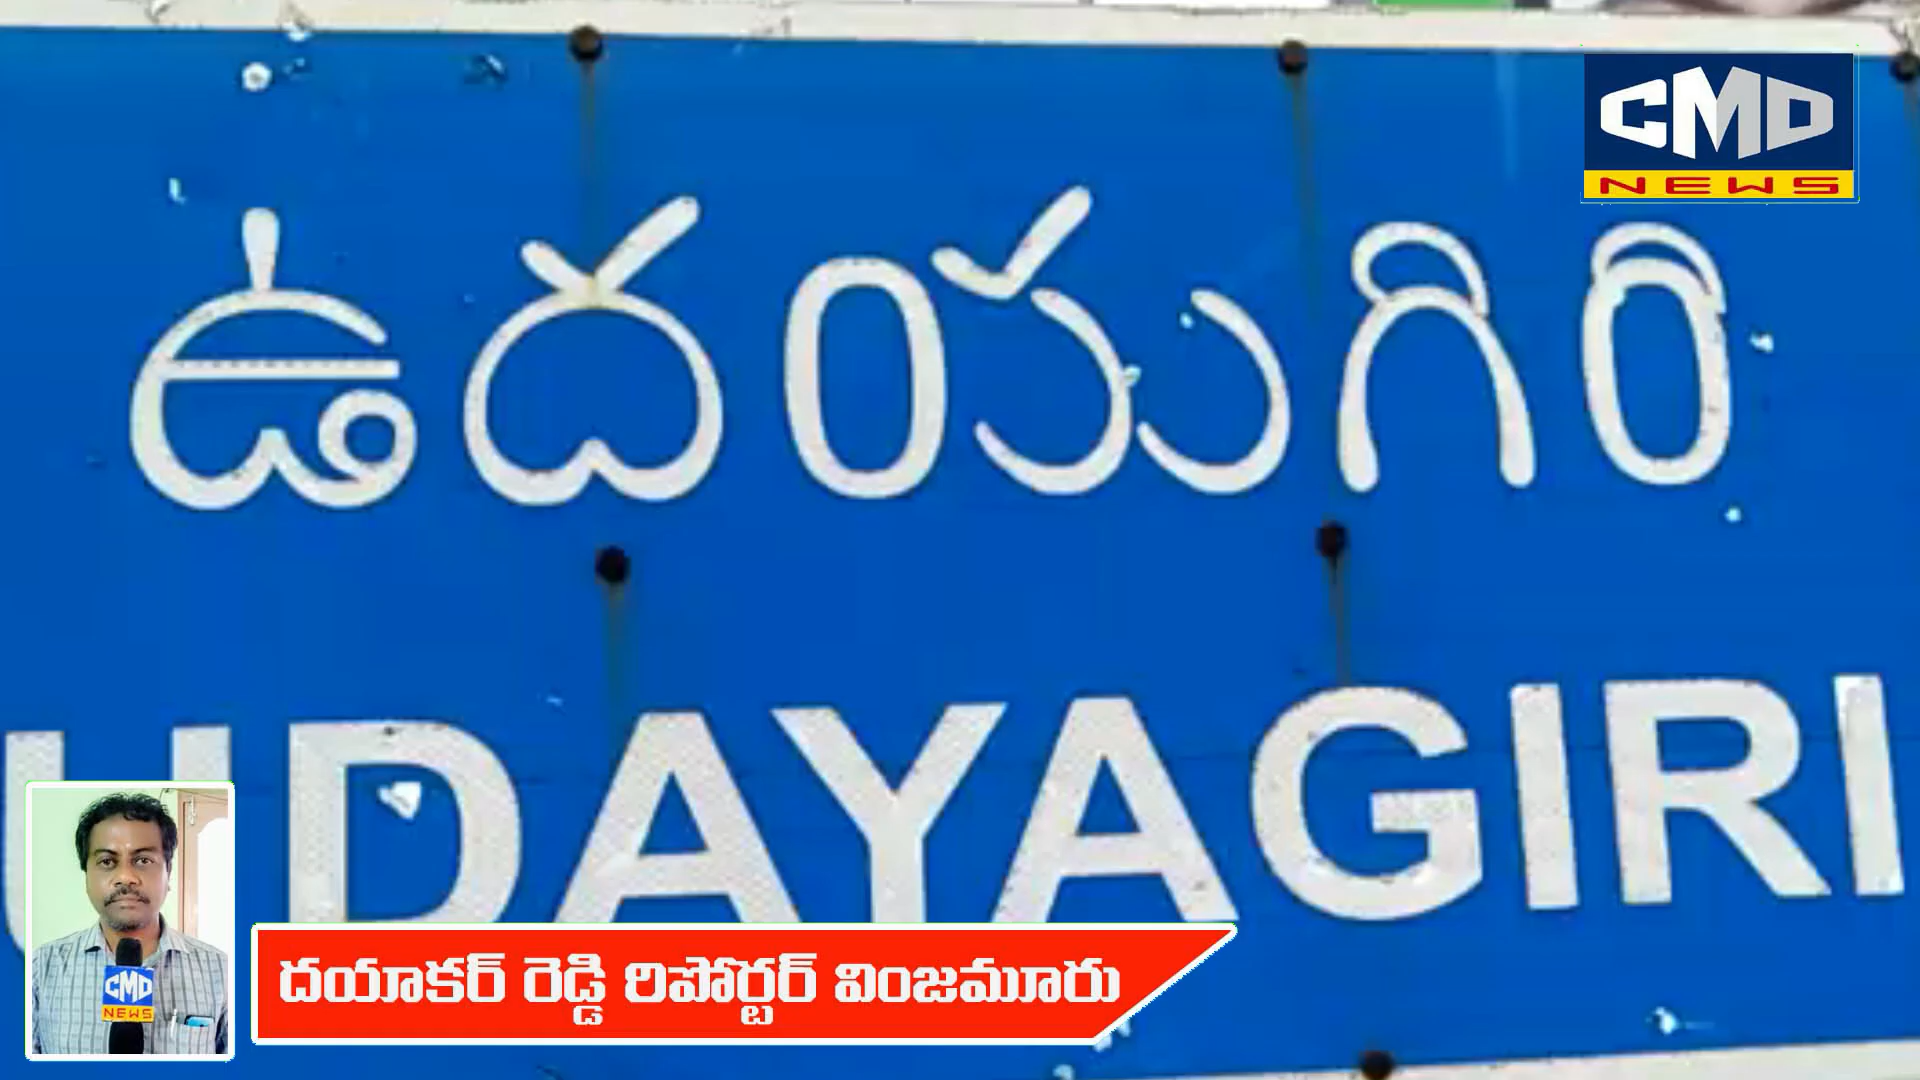 CMD
NEWS
ఉదయగిరి
UDAYAGIRI
CMD
NEWS
దయాకర్ రెడ్డి రిపోర్టర్ వింజమూరు